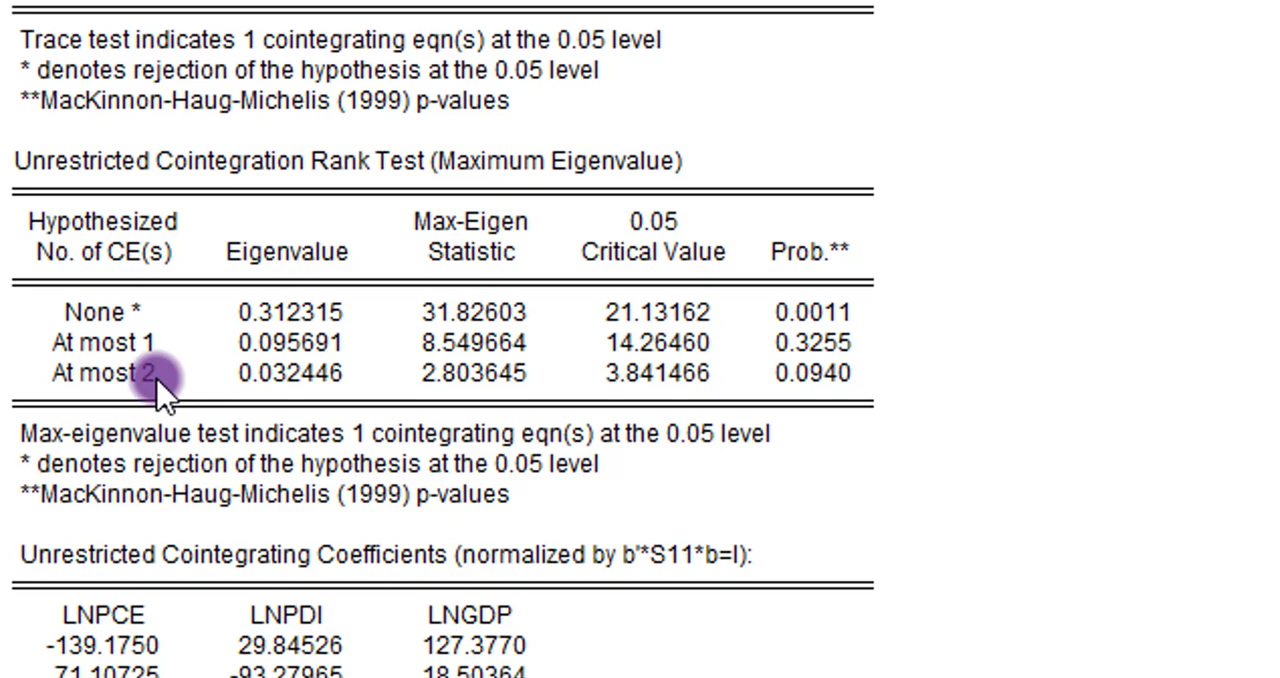 Trace test indicates 1 cointegrating eqn(s) at the 0.05 level
* denotes rejection of the hypothesis at the 0.05 level
**MacKinnon-Haug-Michelis (1999) p-values
Unrestricted Cointegration Rank Test (Maximum Eigenvalue)
Hypothesized Max-Eigen 0.05
No. of CE(s) Eigenvalue Statistic Critical Value Prob.**
None * 0.312315 31.82603 21.13162 0.0011
At most 1 0.095691 8.549664 14.26460 0.3255
At most 2 0.032446 2.803645 3.841466 0.0940
Max-eigenvalue test indicates 1 cointegrating eqn(s) at the 0.05 level
* denotes rejection of the hypothesis at the 0.05 level
**MacKinnon-Haug-Michelis (1999) p-values
Unrestricted Cointegrating Coefficients (normalized by b'*S11*b=I):
LNPCE LNPDI LNGDP
-139.1750 29.84526 127.3770
71.10725 -93.27965 18.50364